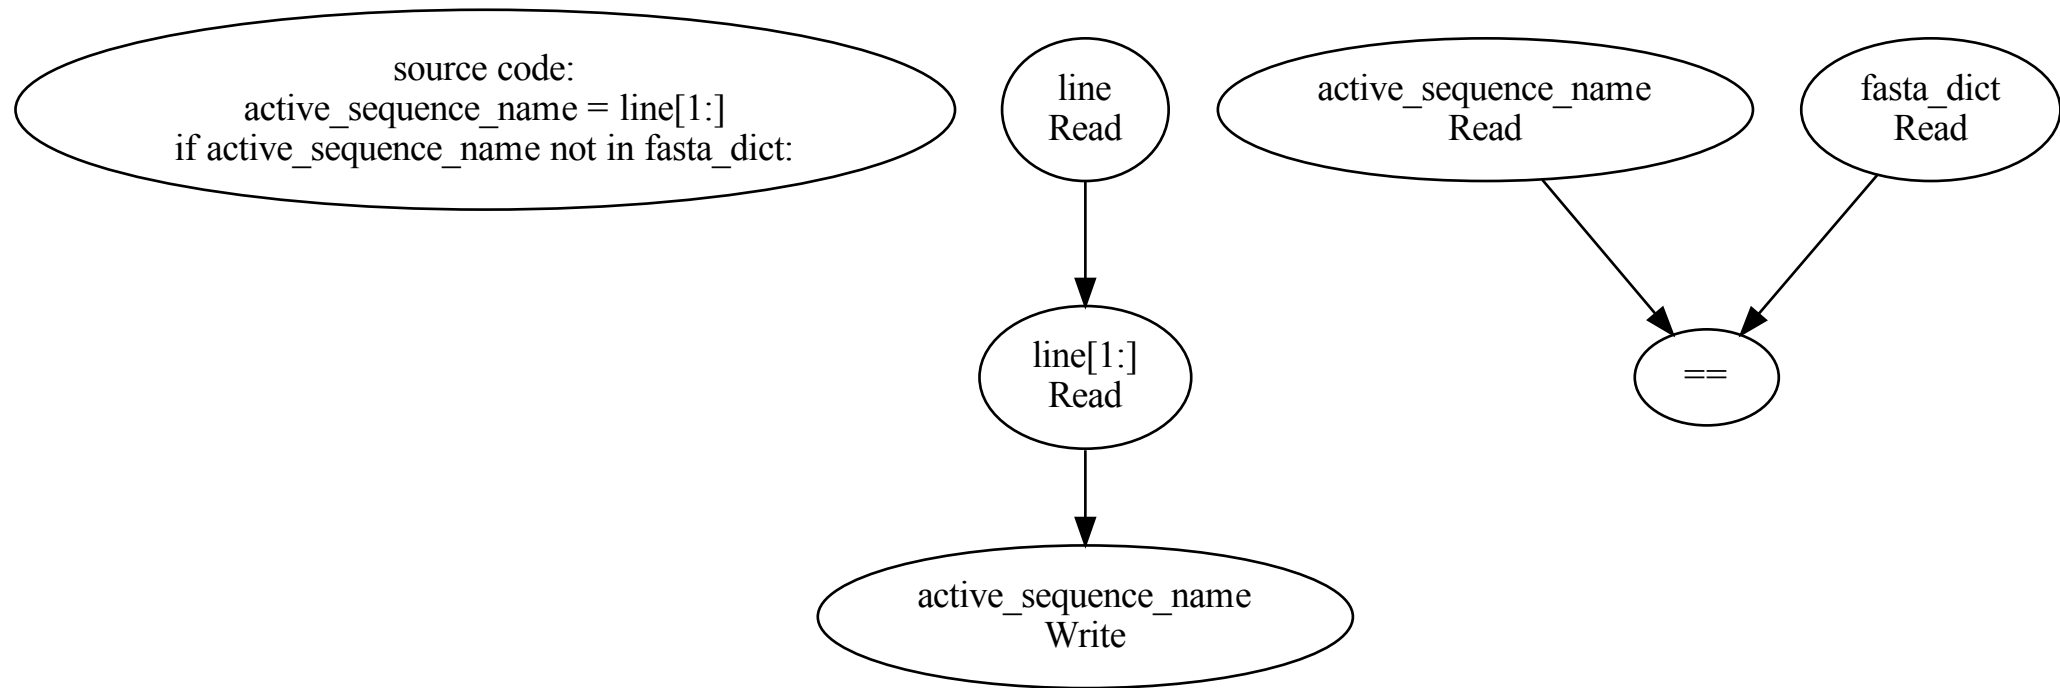 source code:
active_sequence_name = line[1:]
if active_sequence_name not in fasta_dict:
line
Read
active_sequence_name
Read
fasta_dict
Read
line[1:]
Read
==
active_sequence_name
Write